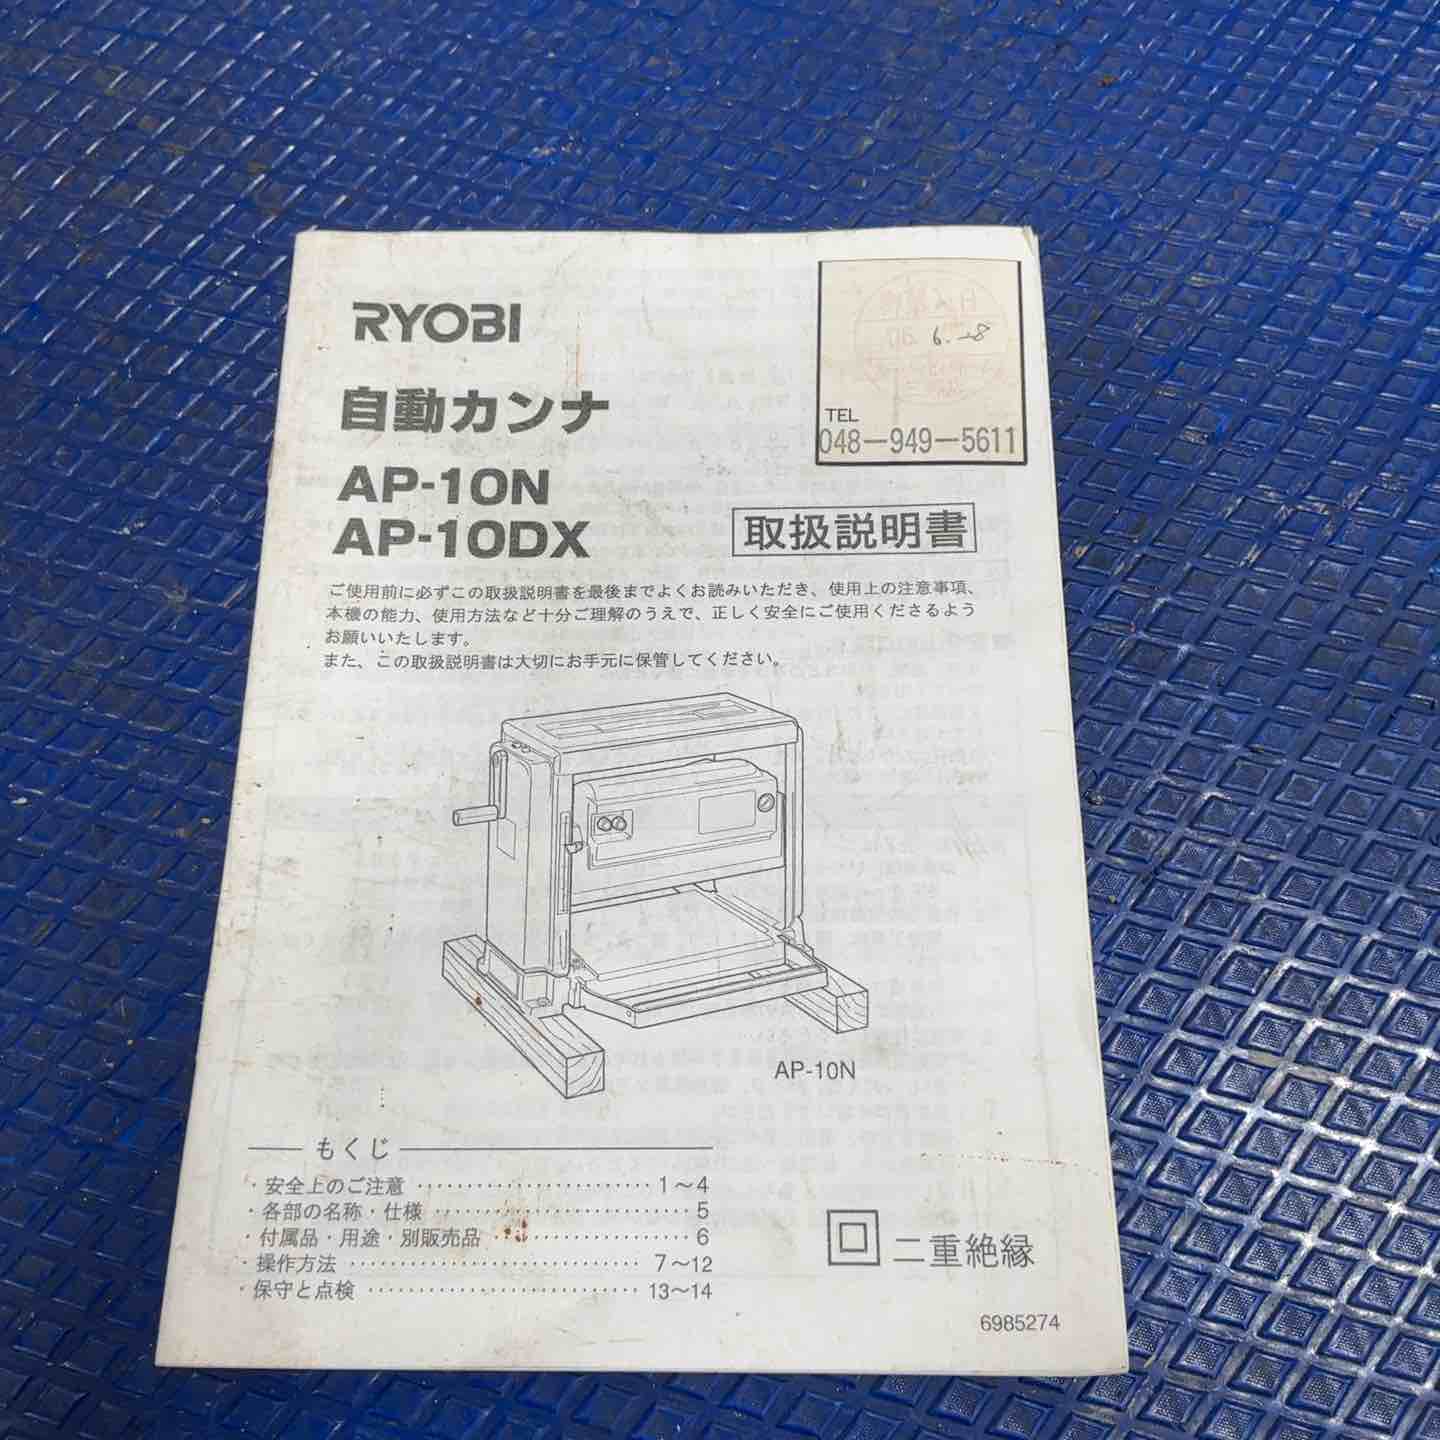 RYOBI
自動カンナ
AP-10N
AP-10DX
06. 6.-8
TEL
048-949-5611
取扱説明書
ご使用前に必ずこの取扱説明書を最後までよくお読みいただき、使用上の注意事項、
本機の能力、使用方法など十分ご理解のうえで、正しく安全にご使用くださるよう
お願いいたします。
また、この取扱説明書は大切にお手元に保管してください。
AP-10N
もくじ
・安全上のご注意 ························· 1～4
・各部の名称・仕様 ························· 5
・付属品・用途・別販売品 ·················· 6
・操作方法 ····························· 7～12
・保守と点検 ·························· 13～14
二重絶縁
6985274